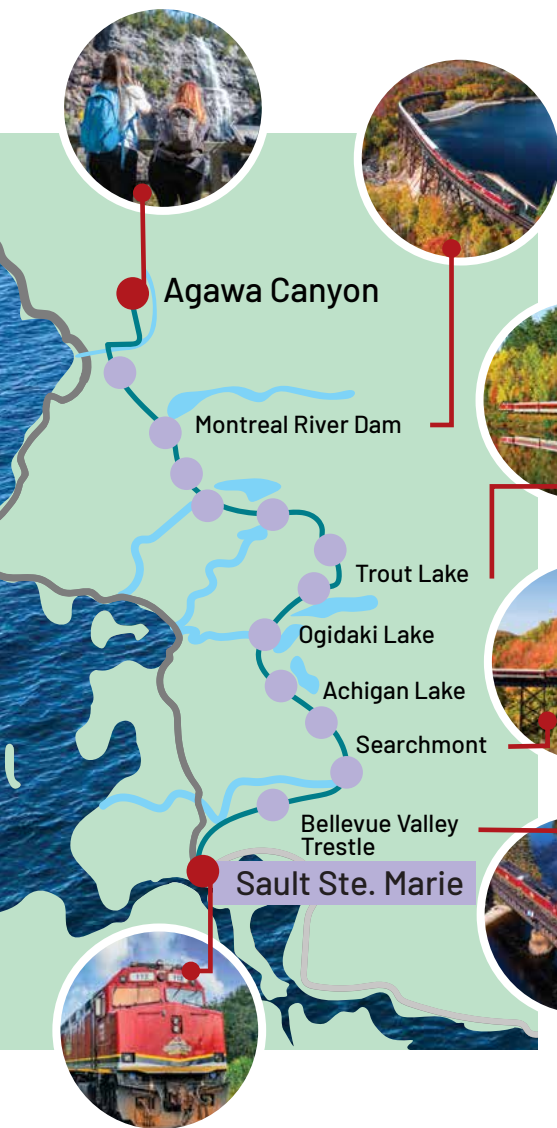 Agawa Canyon
Montreal River Dam
Trout Lake
Ogidaki Lake
Achigan Lake
Searchmont
Bellevue Valley
Trestle
Sault Ste. Marie